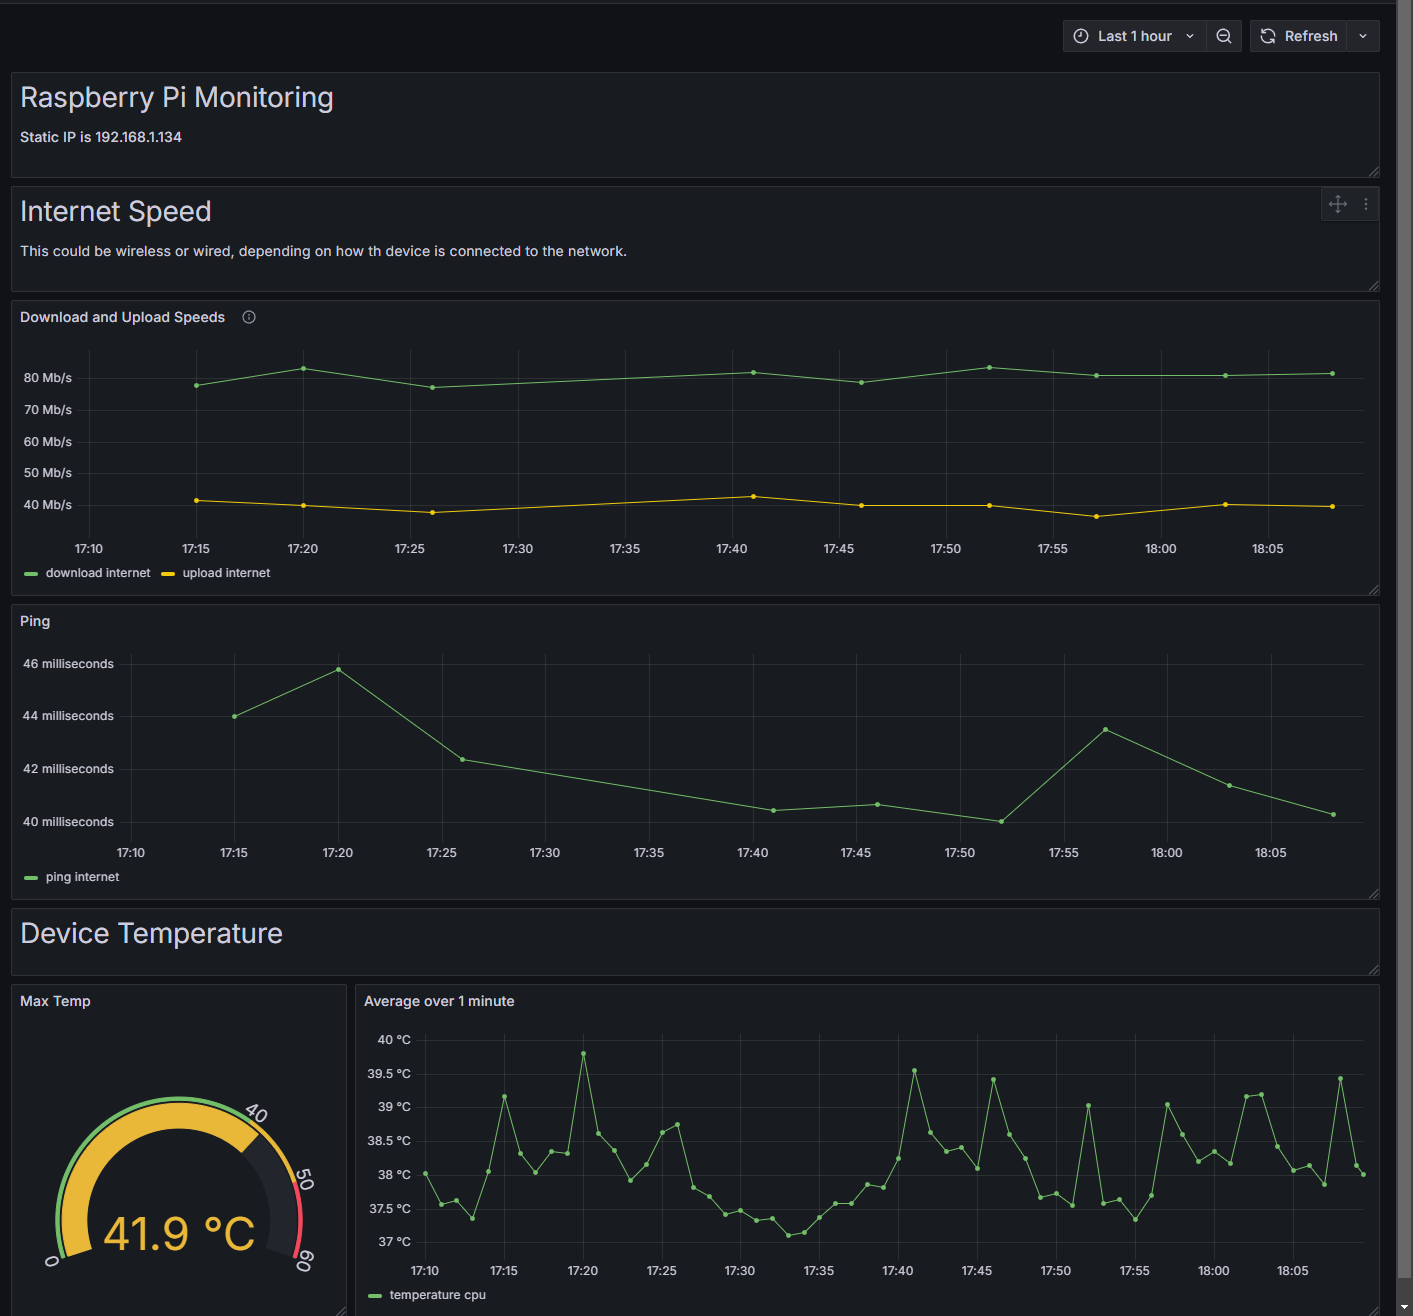 Last 1 hour
Refresh
Raspberry Pi Monitoring
Static IP is 192.168.1.134
Internet Speed
This could be wireless or wired, depending on how th device is connected to the network.
Download and Upload Speeds
80 Mb/s
70 Mb/s
60 Mb/s
50 Mb/s
40 Mb/s
17:10 17:15 17:20 17:25 17:30 17:35 17:40 17:45 17:50 17:55 18:00 18:05
download internet upload internet
Ping
46 milliseconds
44 milliseconds
42 milliseconds
40 milliseconds
17:10 17:15 17:20 17:25 17:30 17:35 17:40 17:45 17:50 17:55 18:00 18:05
ping internet
Device Temperature
Max Temp
0
40
50
60
41.9 °C
Average over 1 minute
40 °C
39.5 °C
39 °C
38.5 °C
38 °C
37.5 °C
37 °C
17:10 17:15 17:20 17:25 17:30 17:35 17:40 17:45 17:50 17:55 18:00 18:05
temperature cpu